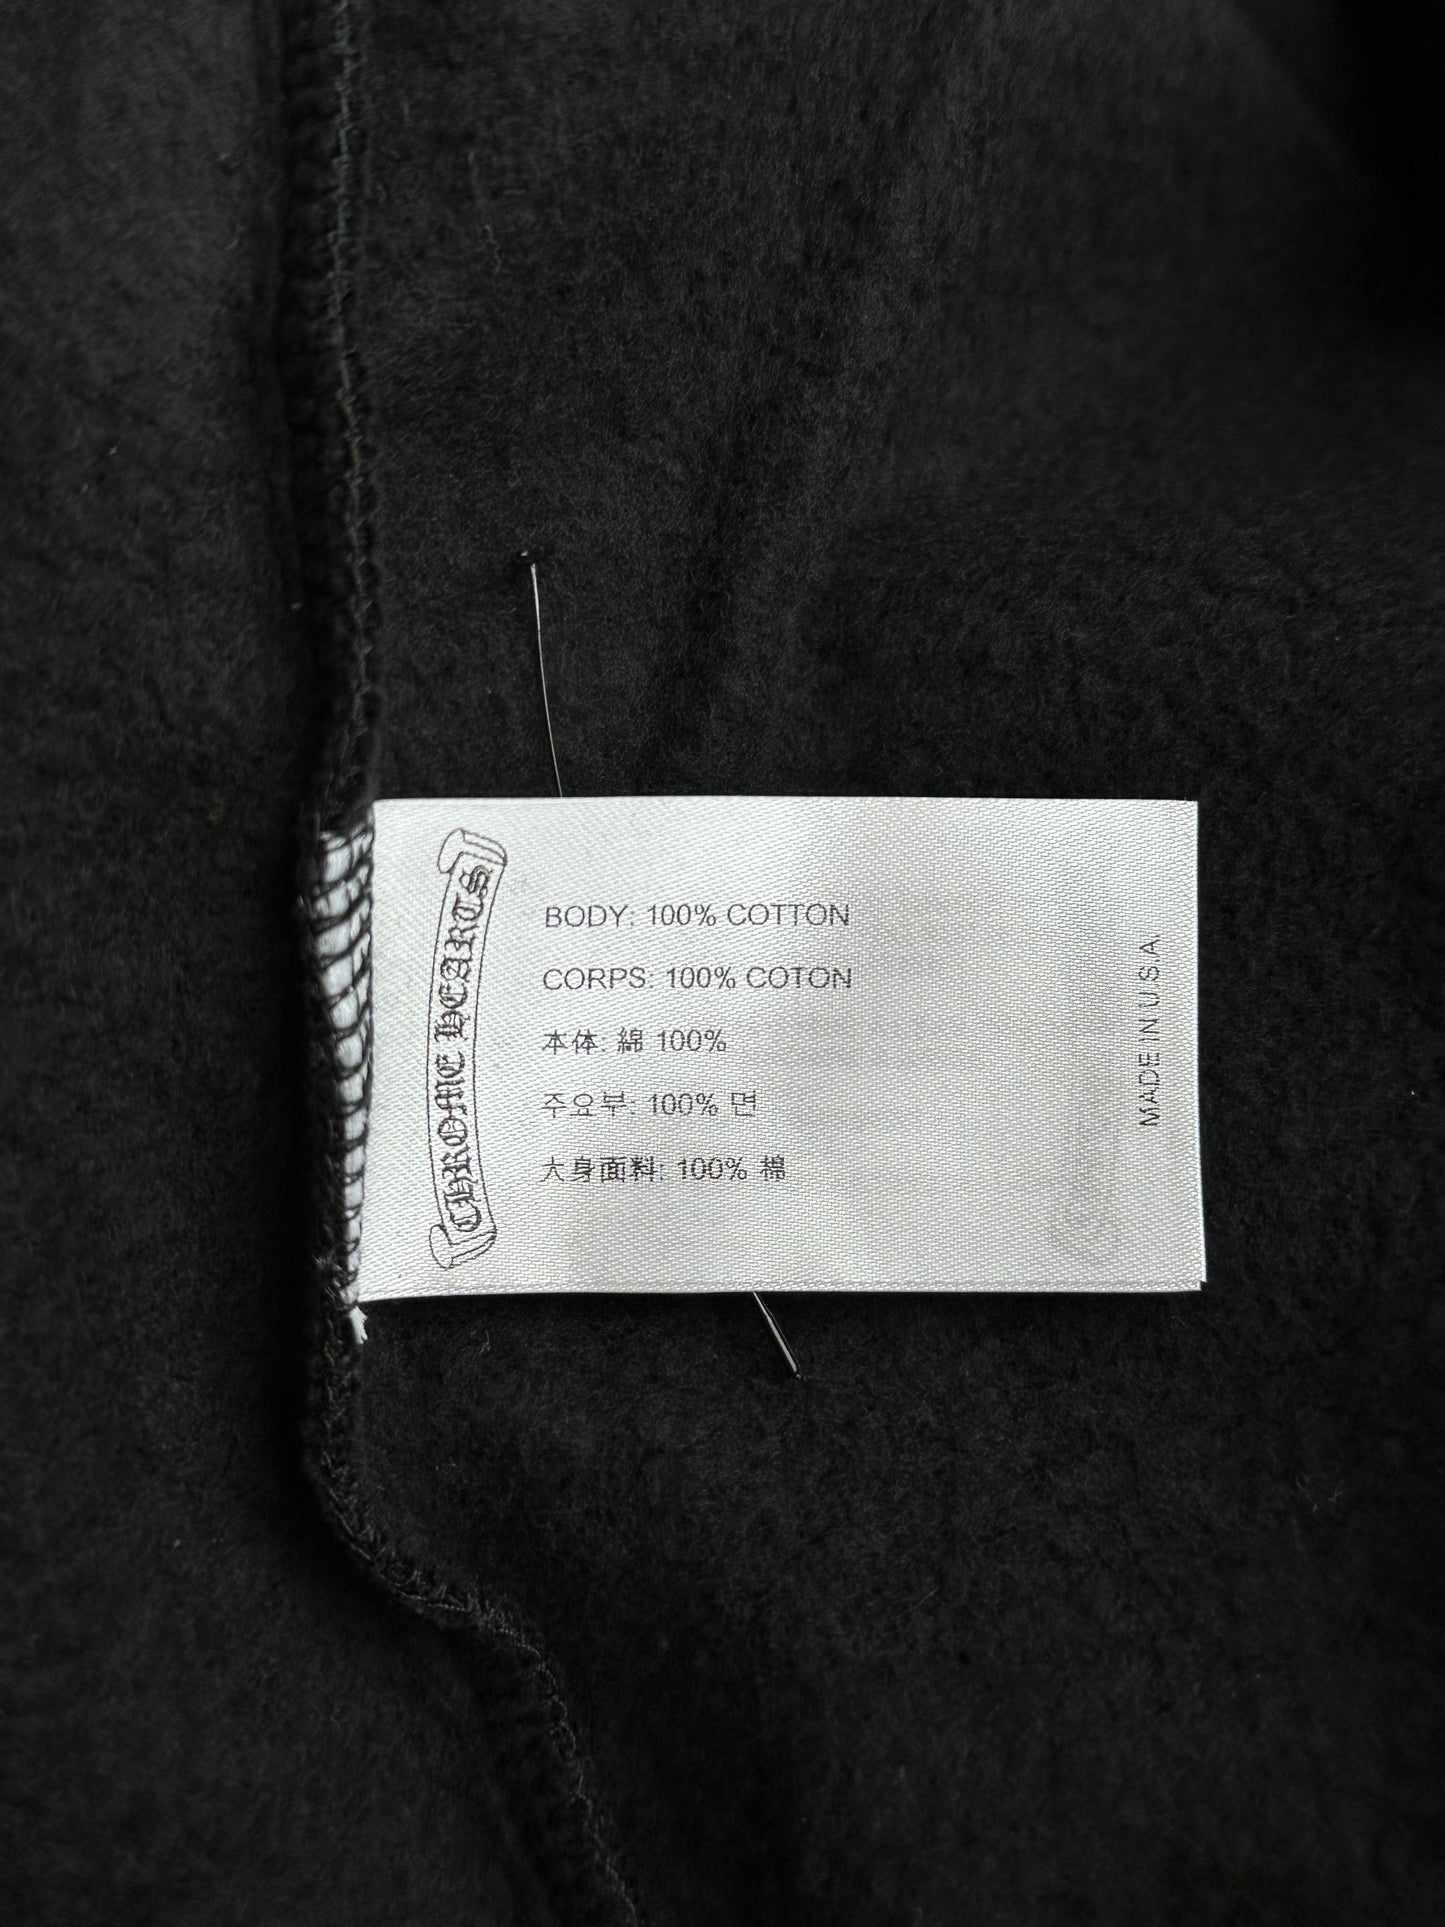 CHROME HEARTS
BODY: 100% COTTON
CORPS: 100% COTON
本体: 綿 100%
주요부: 100% 면
大身面料: 100% 棉
MADE IN U.S.A.